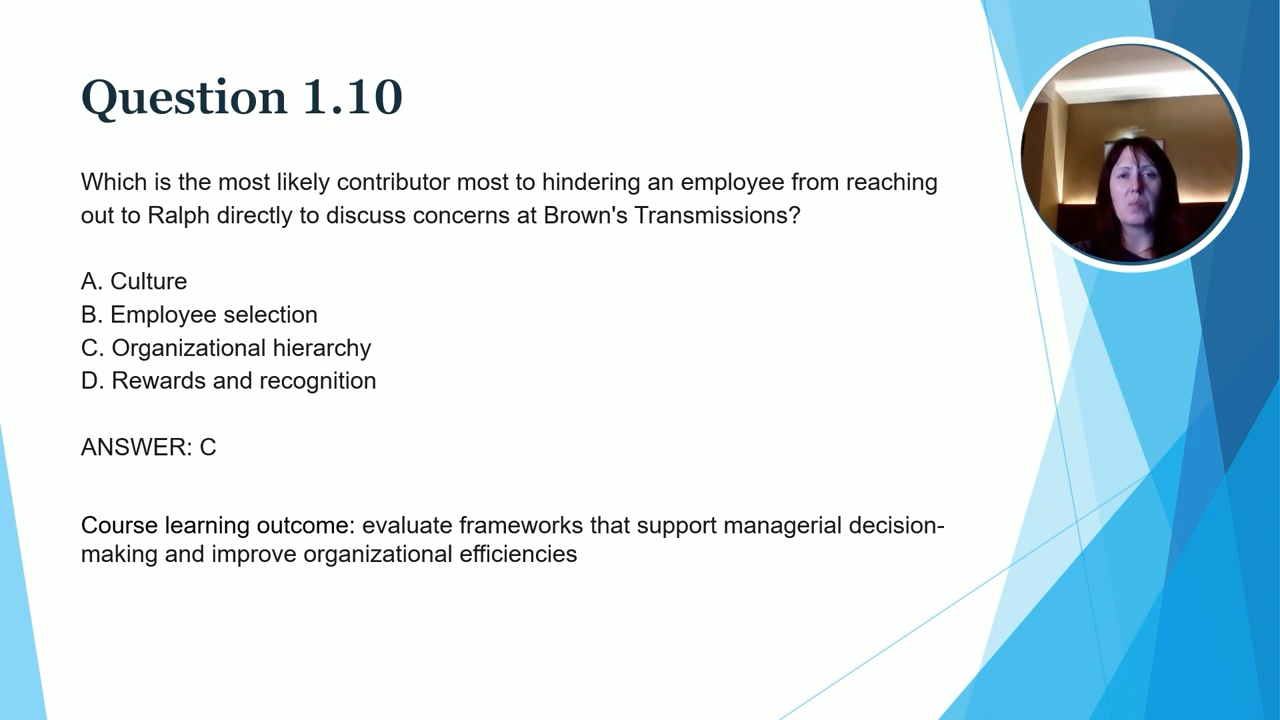 Question 1.10
Which is the most likely contributor most to hindering an employee from reaching
out to Ralph directly to discuss concerns at Brown's Transmissions?
A. Culture
B. Employee selection
C. Organizational hierarchy
D. Rewards and recognition
ANSWER: C
Course learning outcome: evaluate frameworks that support managerial decision-
making and improve organizational efficiencies